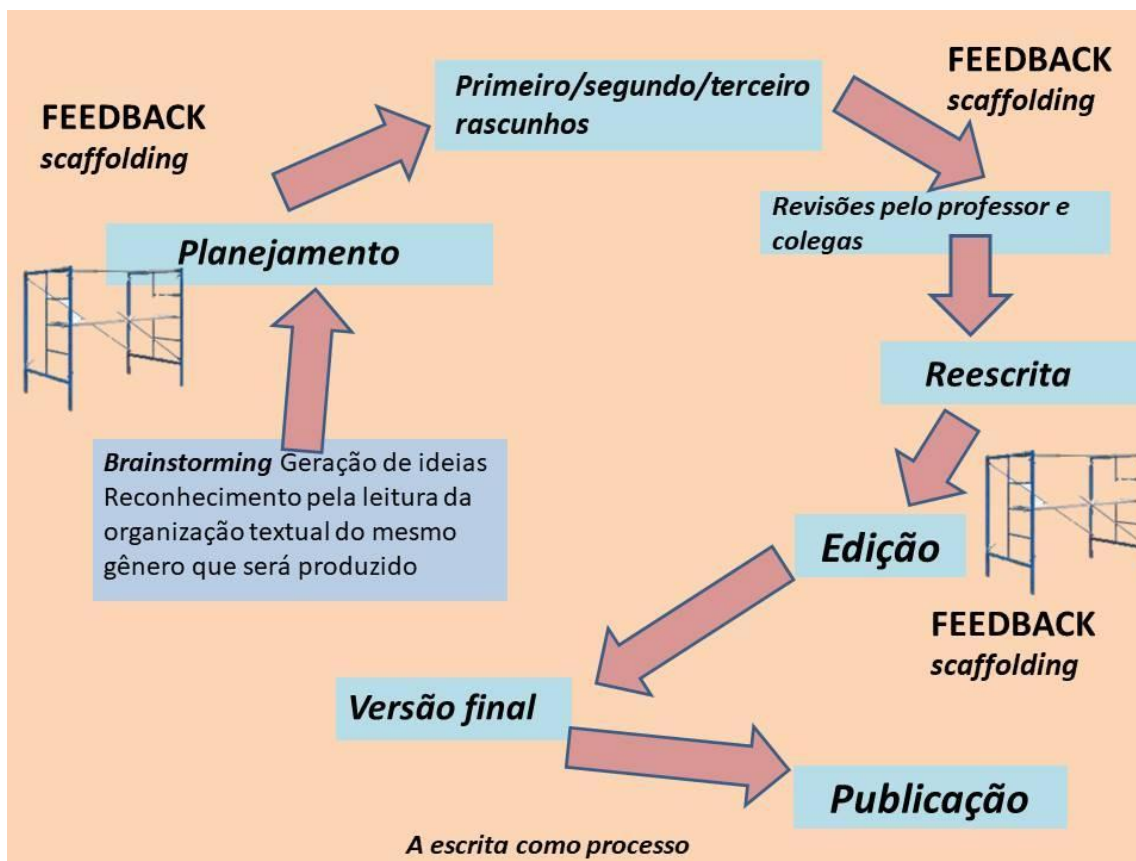 FEEDBACK
scaffolding
Primeiro/segundo/terceiro
rascunhos
FEEDBACK
scaffolding
Planejamento
Revisões pelo professor e
colegas
Reescrita
Brainstorming Geração de ideias
Reconhecimento pela leitura da
organização textual do mesmo
gênero que será produzido
Edição
FEEDBACK
scaffolding
Versão final
Publicação
A escrita como processo